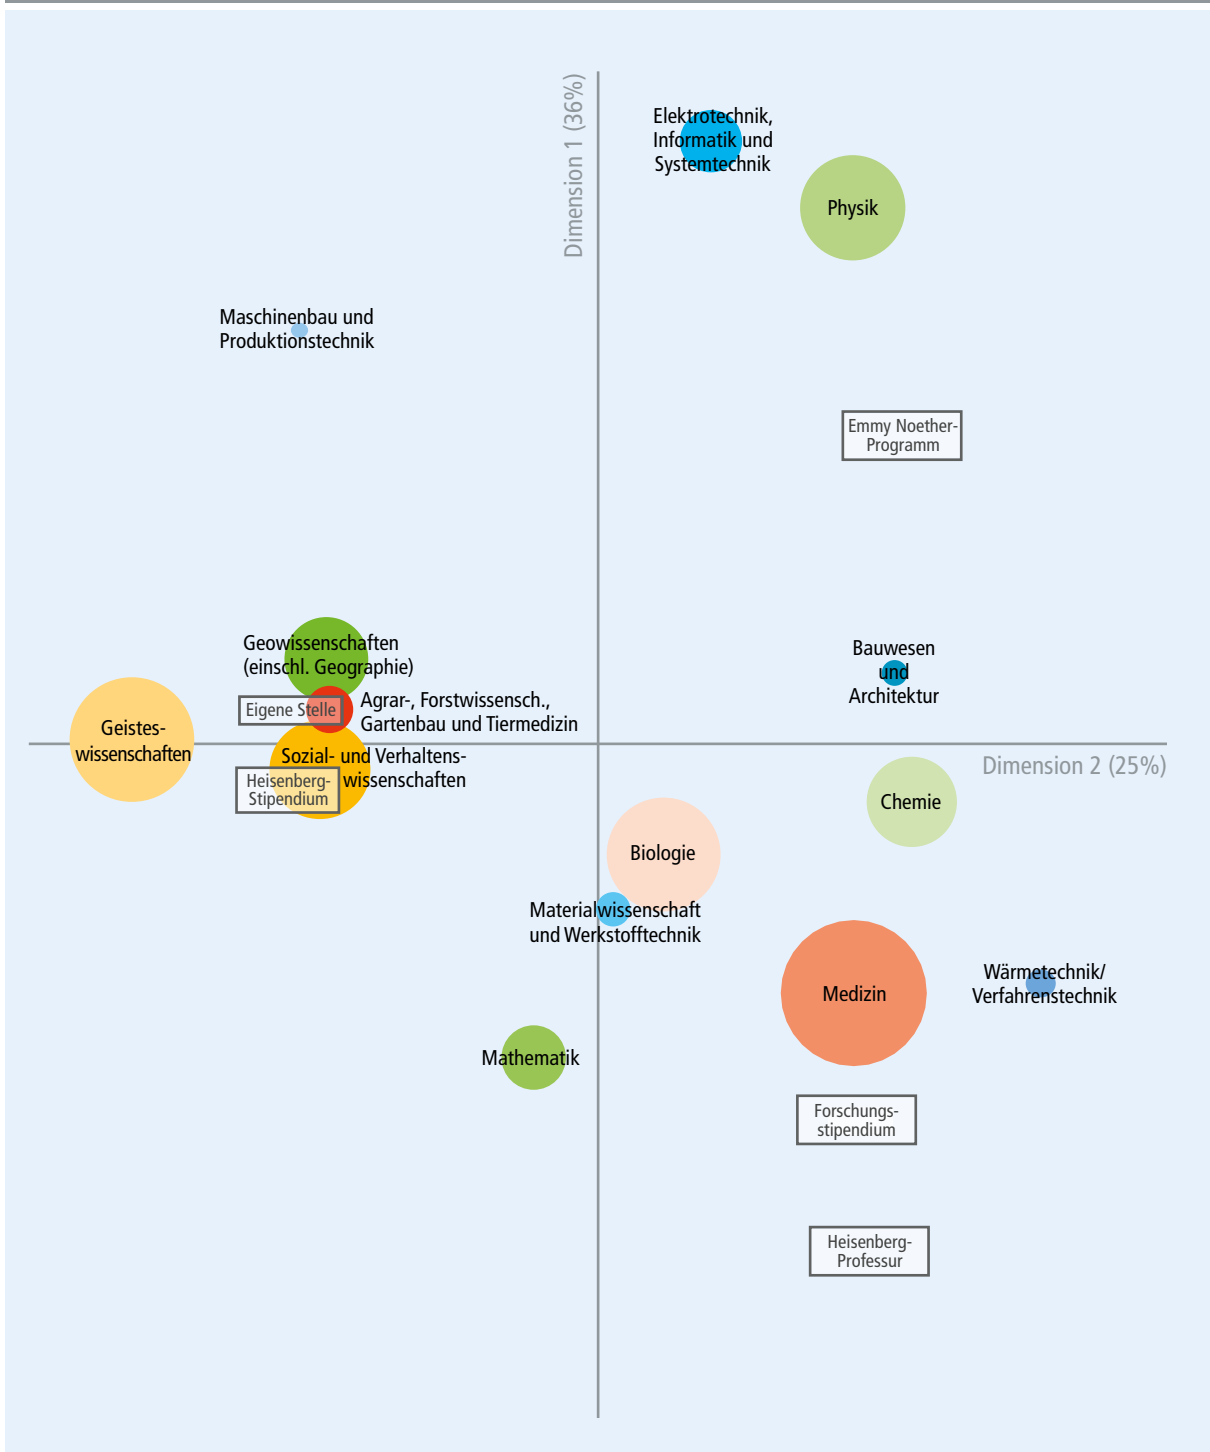 Dimension 1 (36%)
Elektrotechnik,
Informatik und
Systemtechnik
Physik
Maschinenbau und
Produktionstechnik
Emmy Noether-
Programm
Geowissenschaften
(einschl. Geographie)
Bauwesen
und
Architektur
Eigene Stelle
Agrar-, Forstwissensch.,
Gartenbau und Tiermedizin
Geistes-
wissenschaften
Sozial- und Verhaltens-
wissenschaften
Heisenberg-
Stipendium
Dimension 2 (25%)
Chemie
Biologie
Materialwissenschaft
und Werkstofftechnik
Medizin
Wärmetechnik/
Verfahrenstechnik
Mathematik
Forschungs-
stipendium
Heisenberg-
Professur